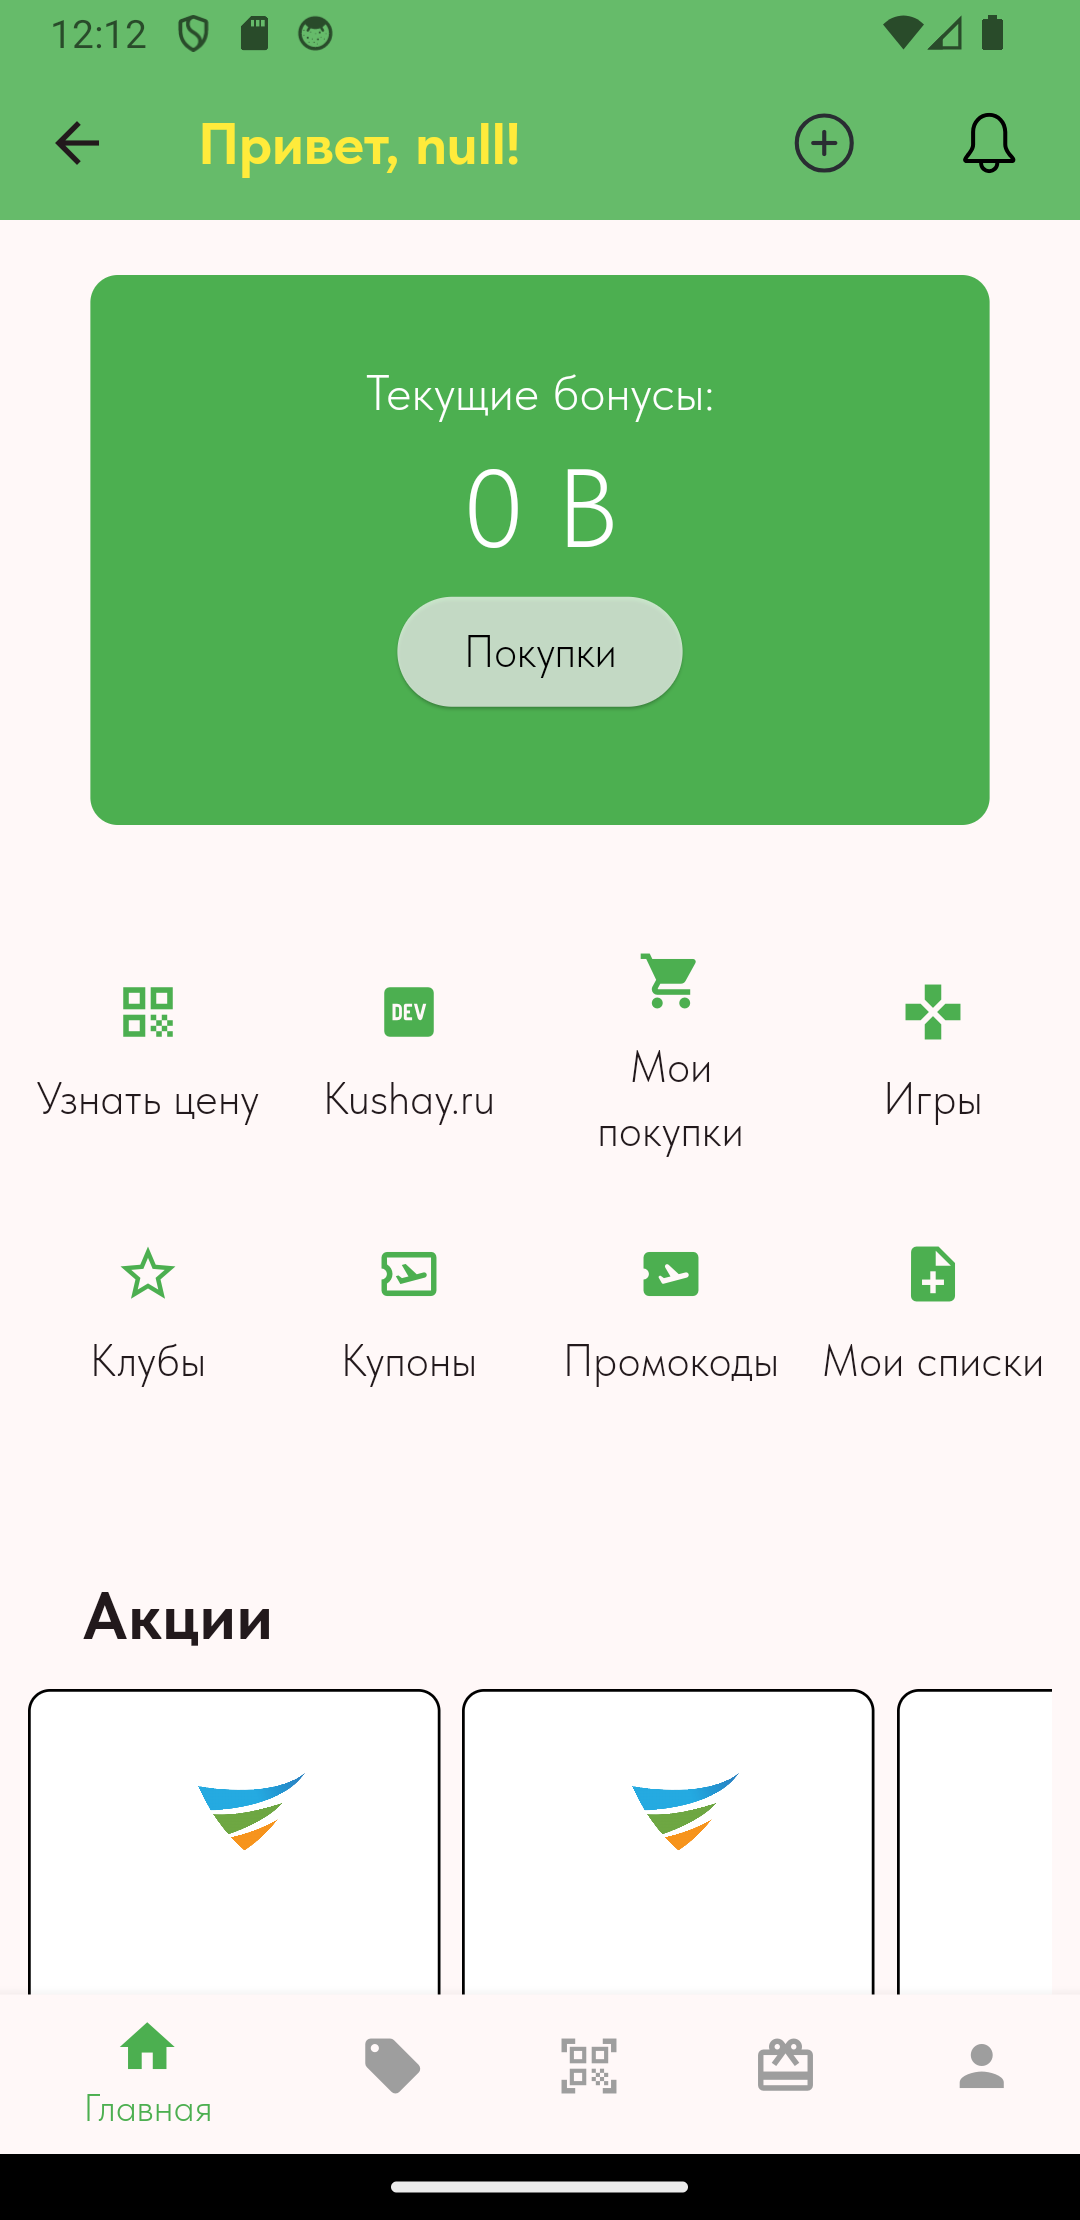 12:12
Привет, null!
Текущие бонусы:
0 B
Покупки
Узнать цену
DEV
Kushay.ru
Мои
покупки
Игры
Клубы
Купоны
Промокоды
Мои списки
Акции
Главная